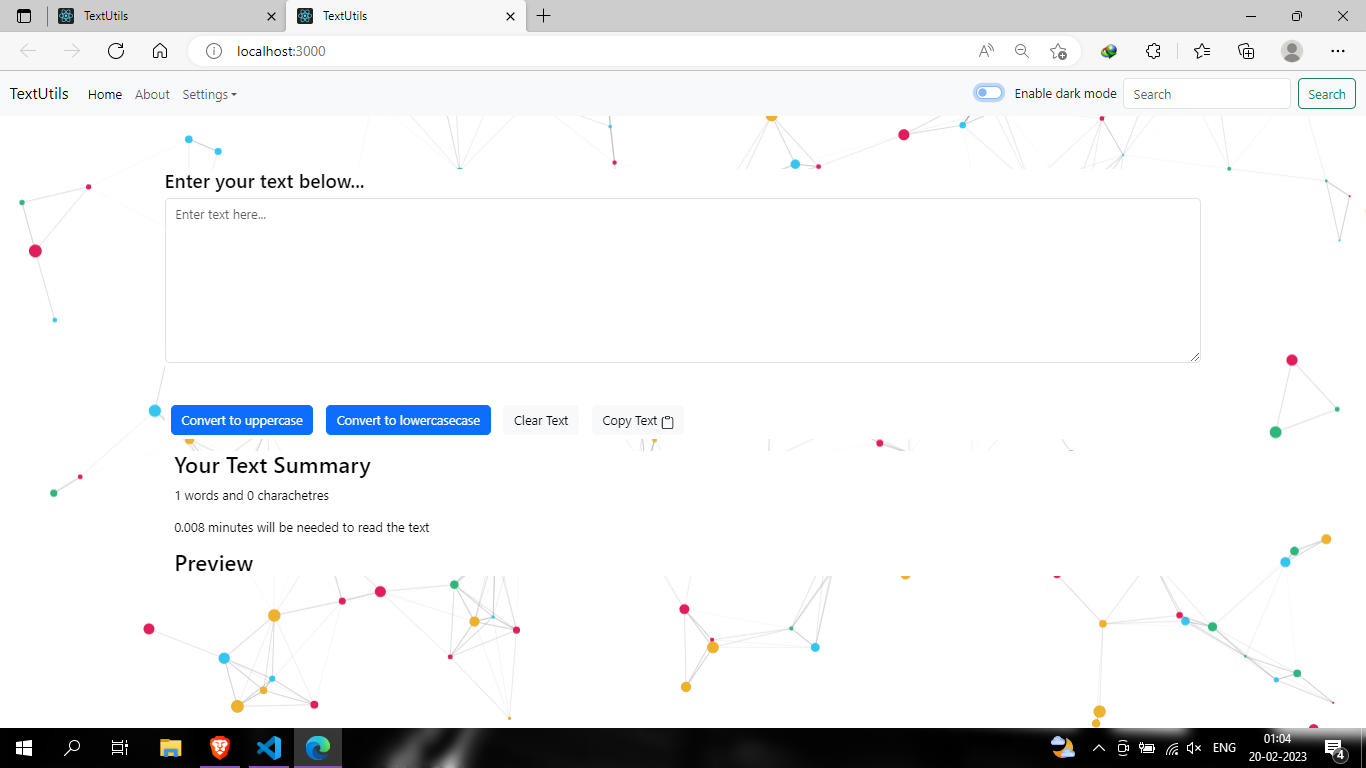 TextUtils
TextUtils
localhost:3000
TextUtils Home About Settings Enable dark mode Search Search
Enter your text below...
Enter text here...
Convert to uppercase Convert to lowercasecase Clear Text Copy Text
Your Text Summary
1 words and 0 charachetres
0.008 minutes will be needed to read the text
Preview
ENG
01:04
20-02-2023
4